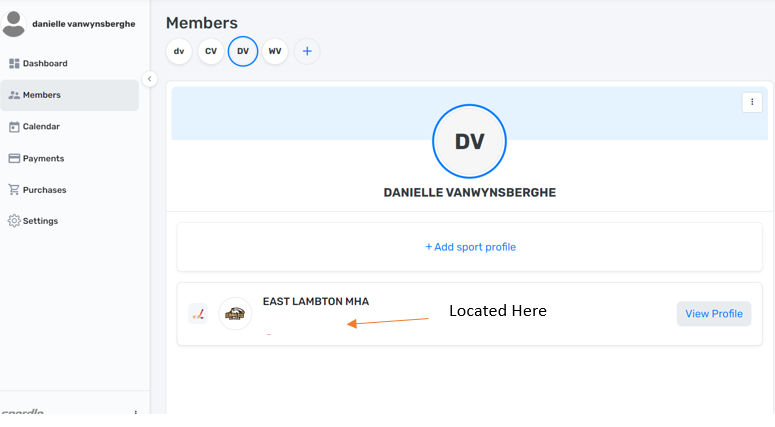 danielle vanwynsberghe
Dashboard
Members
Calendar
Payments
Purchases
Settings
Members
dv CV DV WV +
DV
DANIELLE VANWYNSBERGHE
+ Add sport profile
EAST LAMBTON MHA
Located Here
View Profile